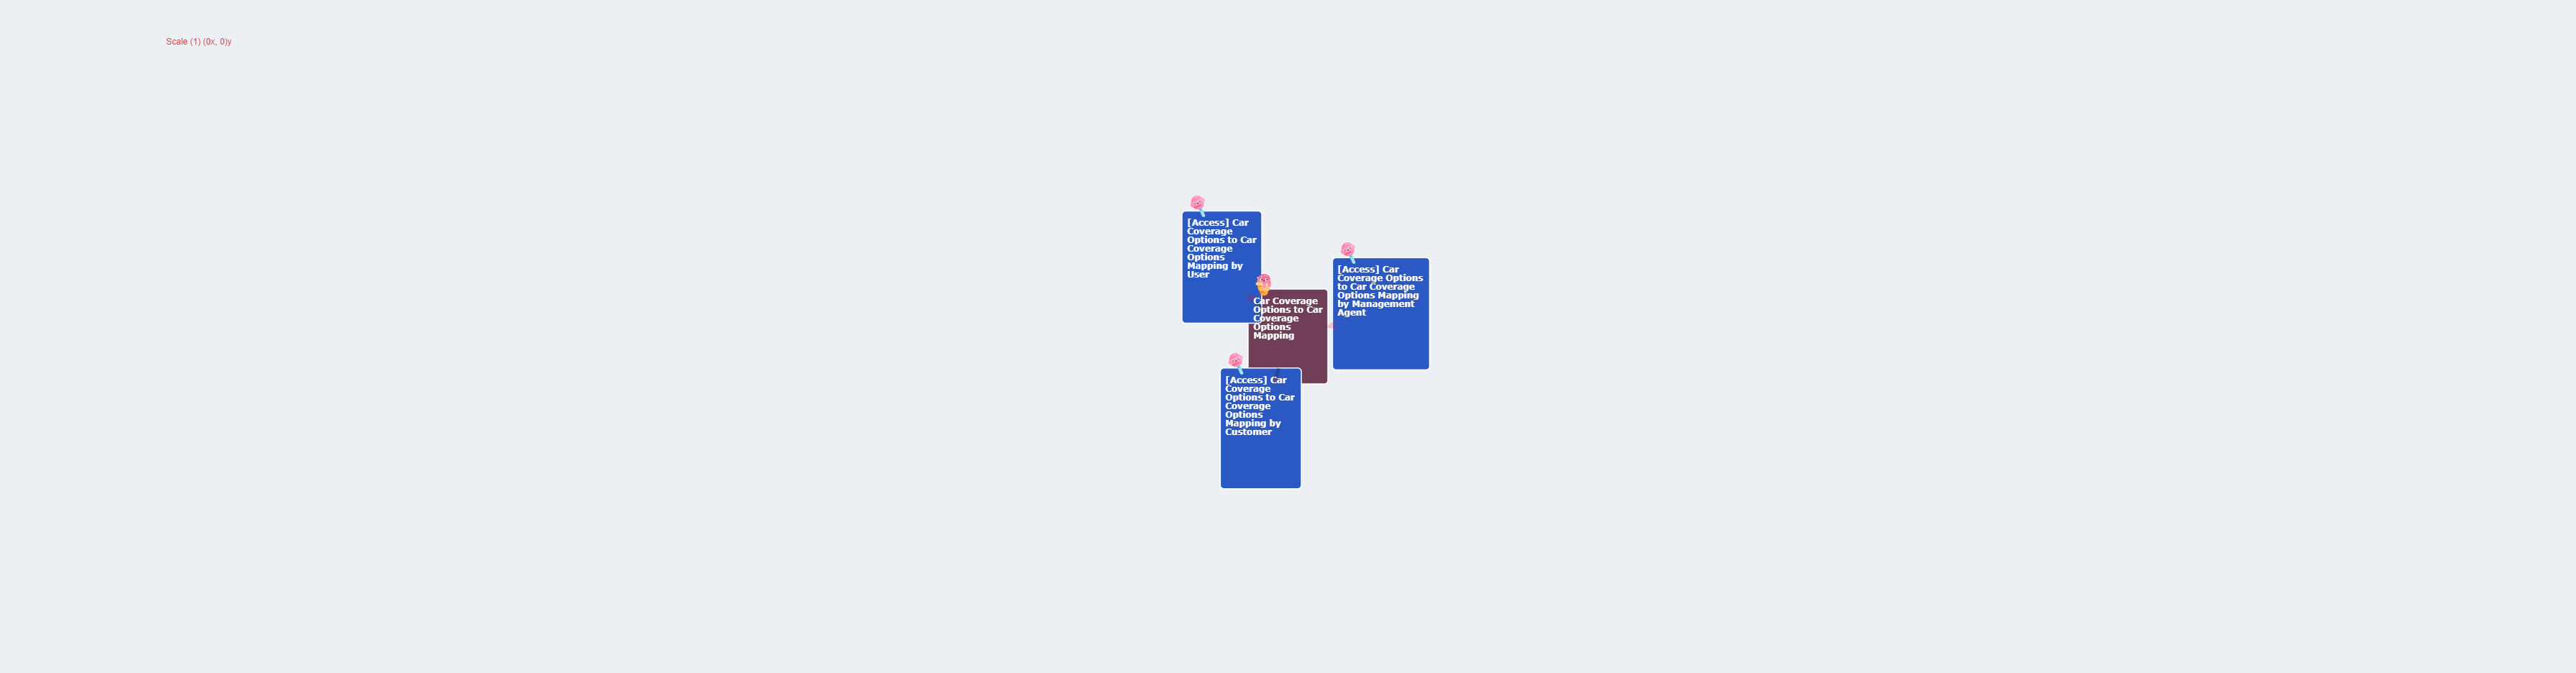 Scale (1) (0x, 0)y
[Access] Car
Coverage
Options to Car
Coverage
Options
Mapping by
User
[Access] Car
Coverage Options
to Car Coverage
Options Mapping
by Management
Agent
Car Coverage
Options to Car
Coverage
Options
Mapping
[Access] Car
Coverage
Options to Car
Coverage
Options
Mapping by
Customer